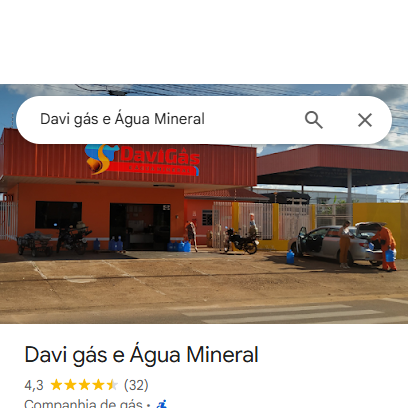 Davi gás e Água Mineral
DaviGás
Davi gás e Água Mineral
4,3 (32)
Companhia de gás ·